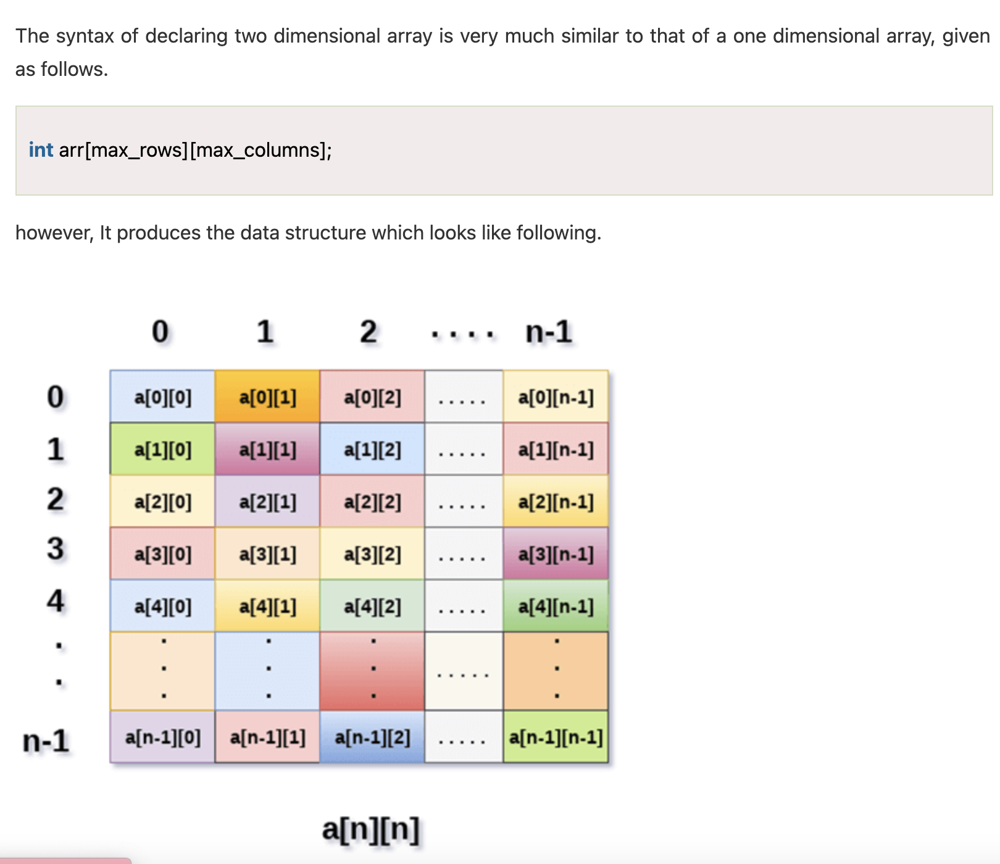 The syntax of declaring two dimensional array is very much similar to that of a one dimensional array, given
as follows.
int arr[max_rows][max_columns];
however, It produces the data structure which looks like following.
0 1 2 .... n-1
0 a[0][0] a[0][1] a[0][2] ..... a[0][n-1]
1 a[1][0] a[1][1] a[1][2] ..... a[1][n-1]
2 a[2][0] a[2][1] a[2][2] ..... a[2][n-1]
3 a[3][0] a[3][1] a[3][2] ..... a[3][n-1]
4 a[4][0] a[4][1] a[4][2] ..... a[4][n-1]
. . . . .
. . . . ..... .
. . . .
n-1 a[n-1][0] a[n-1][1] a[n-1][2] ..... a[n-1][n-1]
a[n][n]